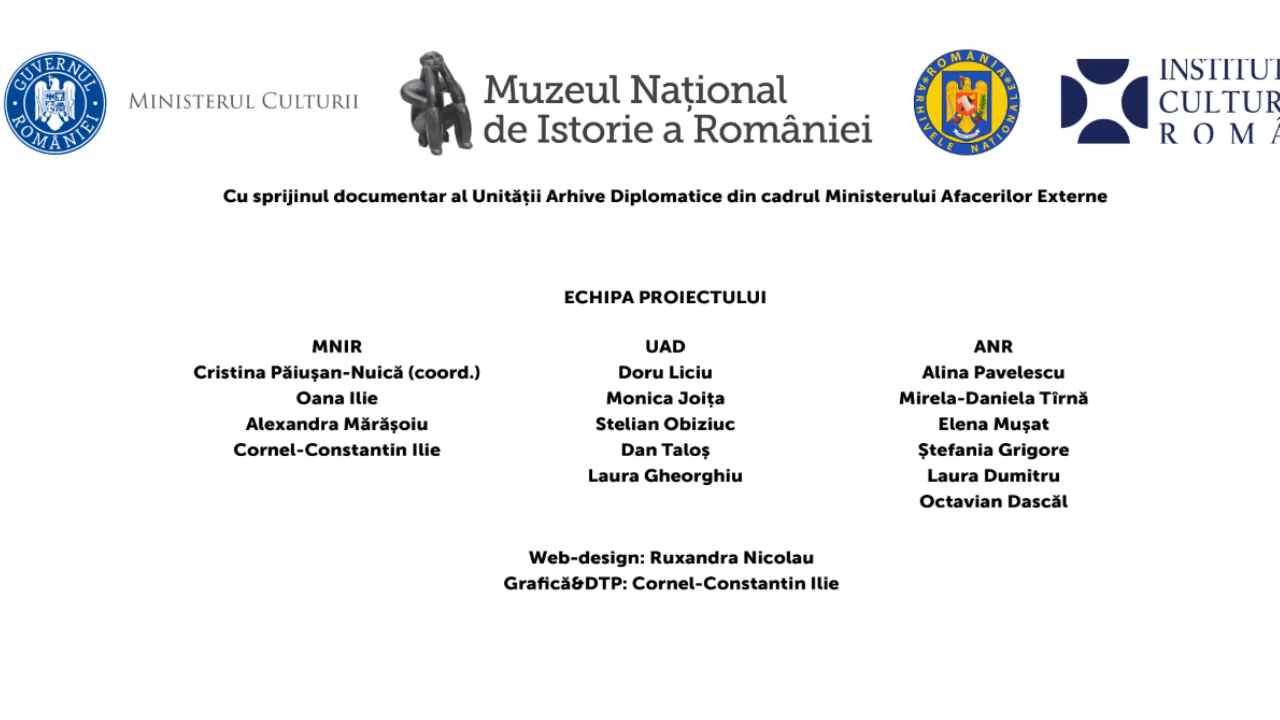 GUVERNUL ROMÂNIEI
MINISTERUL CULTURII
Muzeul Național
de Istorie a României
ROMÂNIA
ARHIVELE NAȚIONALE
INSTITUT
CULTUR
ROMÂ
Cu sprijinul documentar al Unității Arhive Diplomatice din cadrul Ministerului Afacerilor Externe
ECHIPA PROIECTULUI
MNIR
Cristina Păiușan-Nuică (coord.)
Oana Ilie
Alexandra Mărășoiu
Cornel-Constantin Ilie
UAD
Doru Liciu
Monica Joița
Stelian Obiziuc
Dan Taloș
Laura Gheorghiu
ANR
Alina Pavelescu
Mirela-Daniela Tîrnă
Elena Mușat
Ștefania Grigore
Laura Dumitru
Octavian Dascăl
Web-design: Ruxandra Nicolau
Grafică&DTP: Cornel-Constantin Ilie